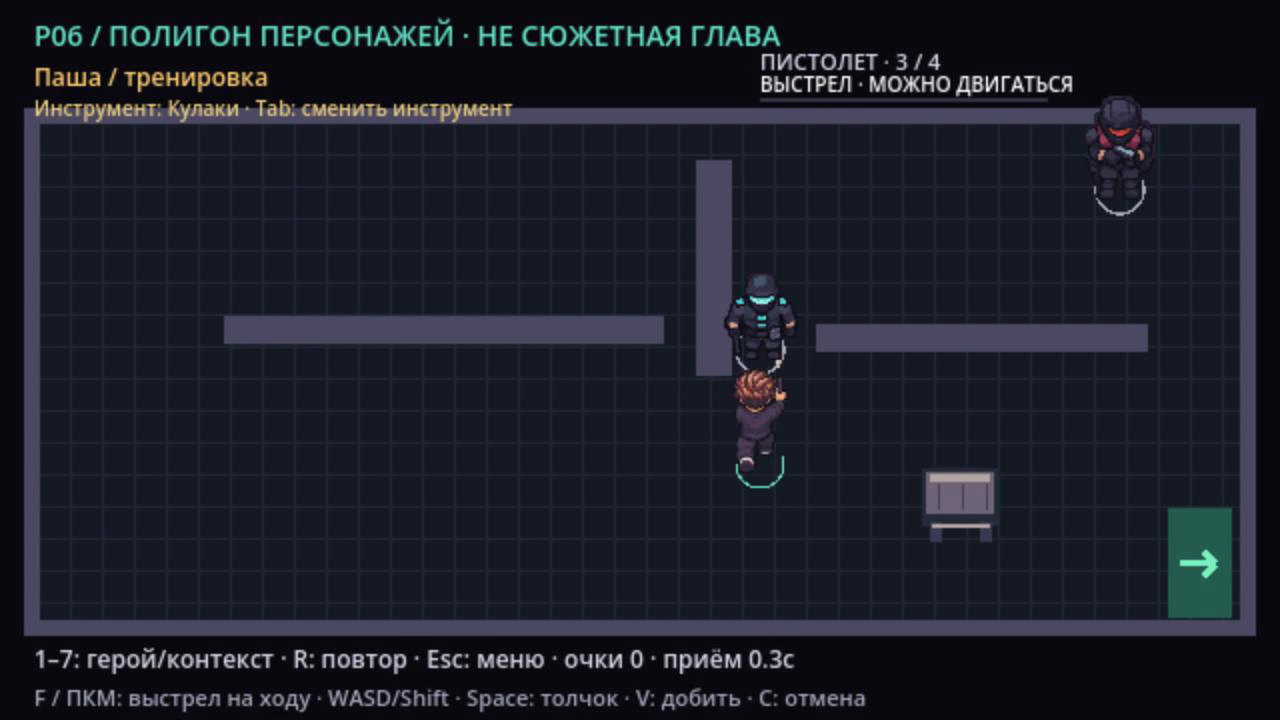 P06 / ПОЛИГОН ПЕРСОНАЖЕЙ · НЕ СЮЖЕТНАЯ ГЛАВА
ПИСТОЛЕТ · 3 / 4
Паша / тренировка
ВЫСТРЕЛ · МОЖНО ДВИГАТЬСЯ
Инструмент: Кулаки · Tab: сменить инструмент
1–7: герой/контекст · R: повтор · Esc: меню · очки 0 · приём 0.3с
F / ПКМ: выстрел на ходу · WASD/Shift · Space: толчок · V: добить · C: отмена